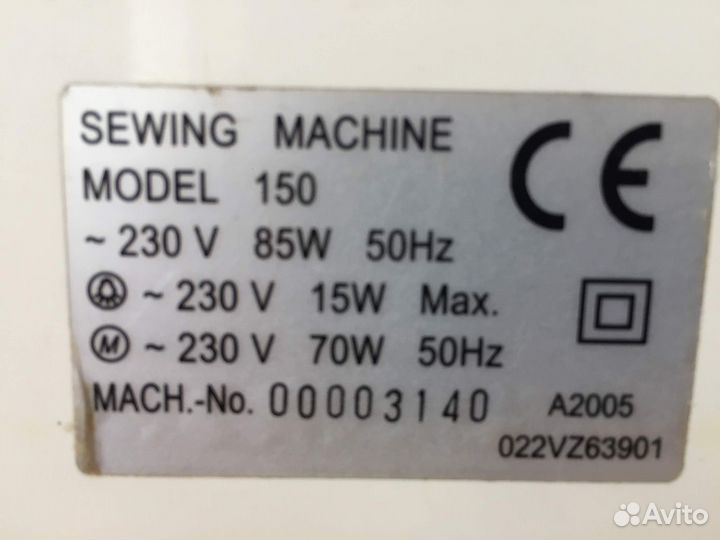 SEWING MACHINE
MODEL 150
~ 230 V 85W 50Hz
~ 230 V 15W Max.
M ~ 230 V 70W 50Hz
MACH.-No. 00003140 A2005
022VZ63901
CE
Avito